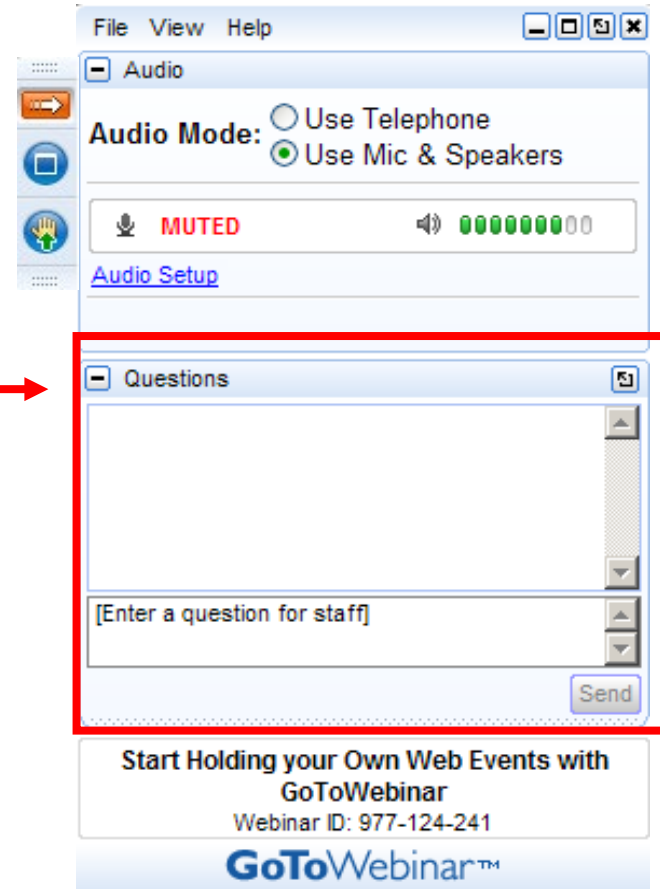 File View Help
Audio
Audio Mode:
Use Telephone
Use Mic & Speakers
MUTED
Audio Setup
Questions
[Enter a question for staff]
Send
Start Holding your Own Web Events with
GoToWebinar
Webinar ID: 977-124-241
GoToWebinar™